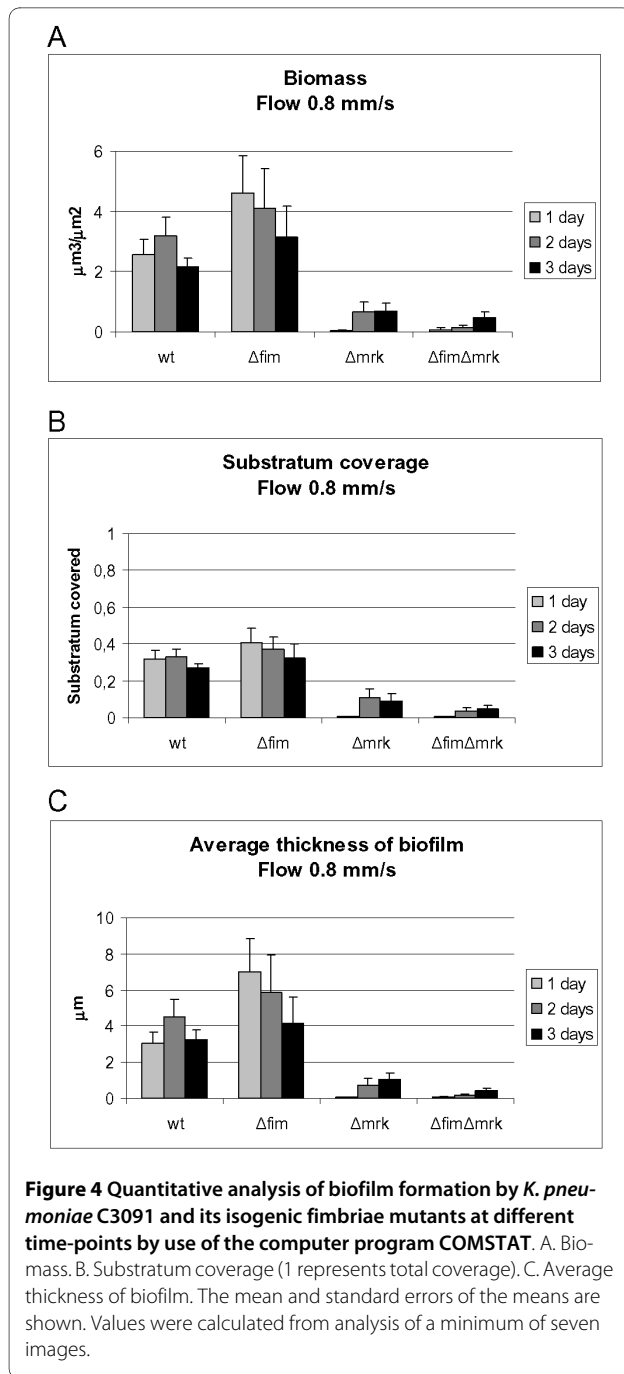 A
Biomass
Flow 0.8 mm/s
μm3/μm2
6
4
2
0
wt
Δfim
Δmrk
ΔfimΔmrk
1 day
2 days
3 days
B
Substratum coverage
Flow 0.8 mm/s
Substratum covered
1
0,8
0,6
0,4
0,2
0
wt
Δfim
Δmrk
ΔfimΔmrk
1 day
2 days
3 days
C
Average thickness of biofilm
Flow 0.8 mm/s
μm
10
8
6
4
2
0
wt
Δfim
Δmrk
ΔfimΔmrk
1 day
2 days
3 days
Figure 4 Quantitative analysis of biofilm formation by K. pneu-
moniae C3091 and its isogenic fimbriae mutants at different
time-points by use of the computer program COMSTAT. A. Bio-
mass. B. Substratum coverage (1 represents total coverage). C. Average
thickness of biofilm. The mean and standard errors of the means are
shown. Values were calculated from analysis of a minimum of seven
images.